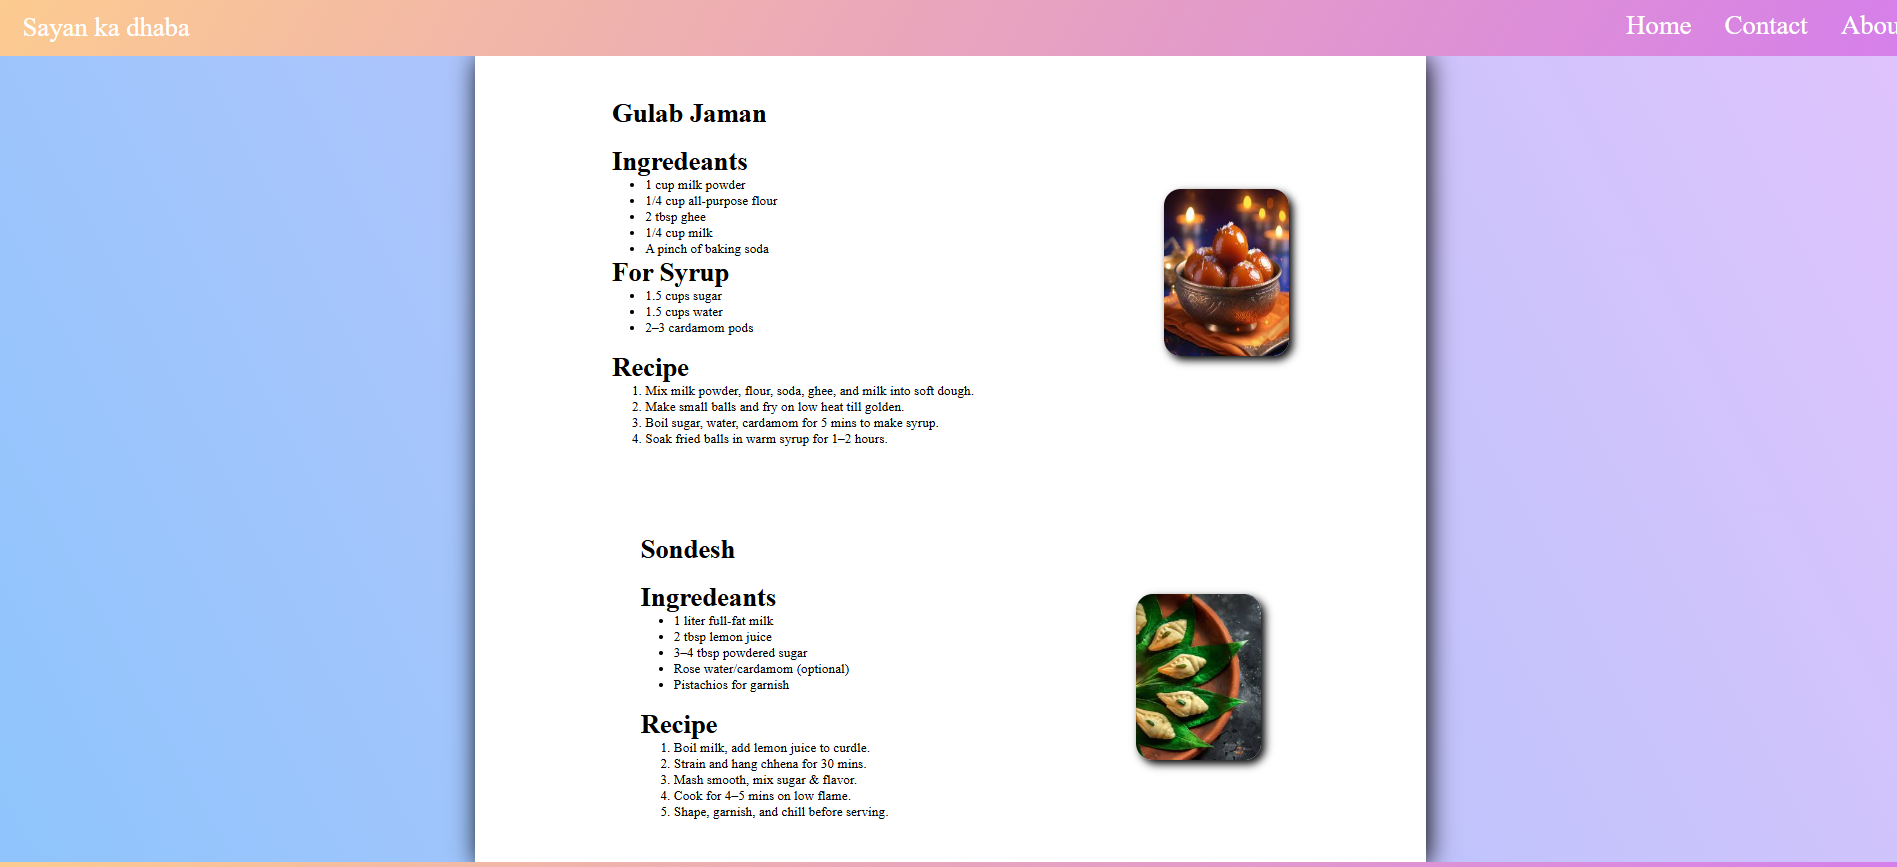 Sayan ka dhaba
Home Contact Abou
Gulab Jaman
Ingredeants
• 1 cup milk powder
• 1/4 cup all-purpose flour
• 2 tbsp ghee
• 1/4 cup milk
• A pinch of baking soda
For Syrup
• 1.5 cups sugar
• 1.5 cups water
• 2–3 cardamom pods
Recipe
1. Mix milk powder, flour, soda, ghee, and milk into soft dough.
2. Make small balls and fry on low heat till golden.
3. Boil sugar, water, cardamom for 5 mins to make syrup.
4. Soak fried balls in warm syrup for 1–2 hours.
Sondesh
Ingredeants
• 1 liter full-fat milk
• 2 tbsp lemon juice
• 3–4 tbsp powdered sugar
• Rose water/cardamom (optional)
• Pistachios for garnish
Recipe
1. Boil milk, add lemon juice to curdle.
2. Strain and hang chhena for 30 mins.
3. Mash smooth, mix sugar & flavor.
4. Cook for 4–5 mins on low flame.
5. Shape, garnish, and chill before serving.